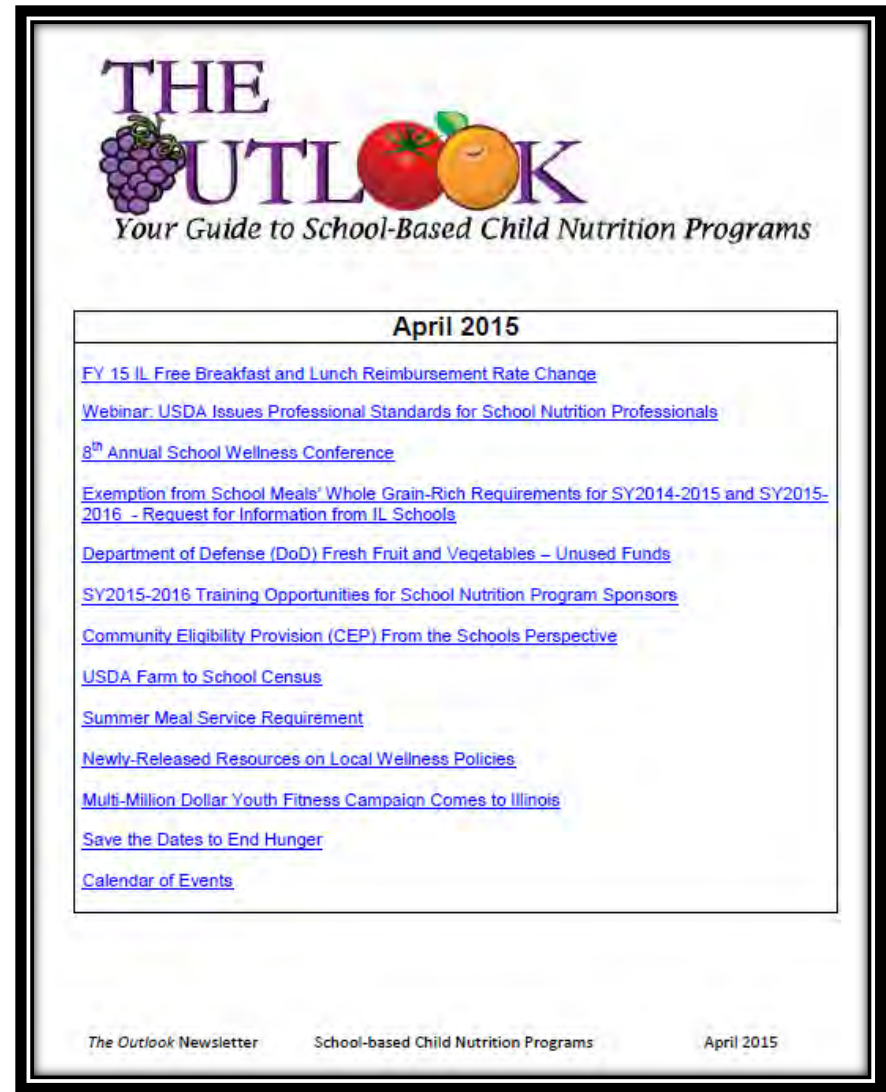 THE
OUTLOOK
Your Guide to School-Based Child Nutrition Programs
April 2015
FY 15 IL Free Breakfast and Lunch Reimbursement Rate Change
Webinar: USDA Issues Professional Standards for School Nutrition Professionals
8th Annual School Wellness Conference
Exemption from School Meals' Whole Grain-Rich Requirements for SY2014-2015 and SY2015-
2016 - Request for Information from IL Schools
Department of Defense (DoD) Fresh Fruit and Vegetables – Unused Funds
SY2015-2016 Training Opportunities for School Nutrition Program Sponsors
Community Eligibility Provision (CEP) From the Schools Perspective
USDA Farm to School Census
Summer Meal Service Requirement
Newly-Released Resources on Local Wellness Policies
Multi-Million Dollar Youth Fitness Campaign Comes to Illinois
Save the Dates to End Hunger
Calendar of Events
The Outlook Newsletter School-based Child Nutrition Programs April 2015